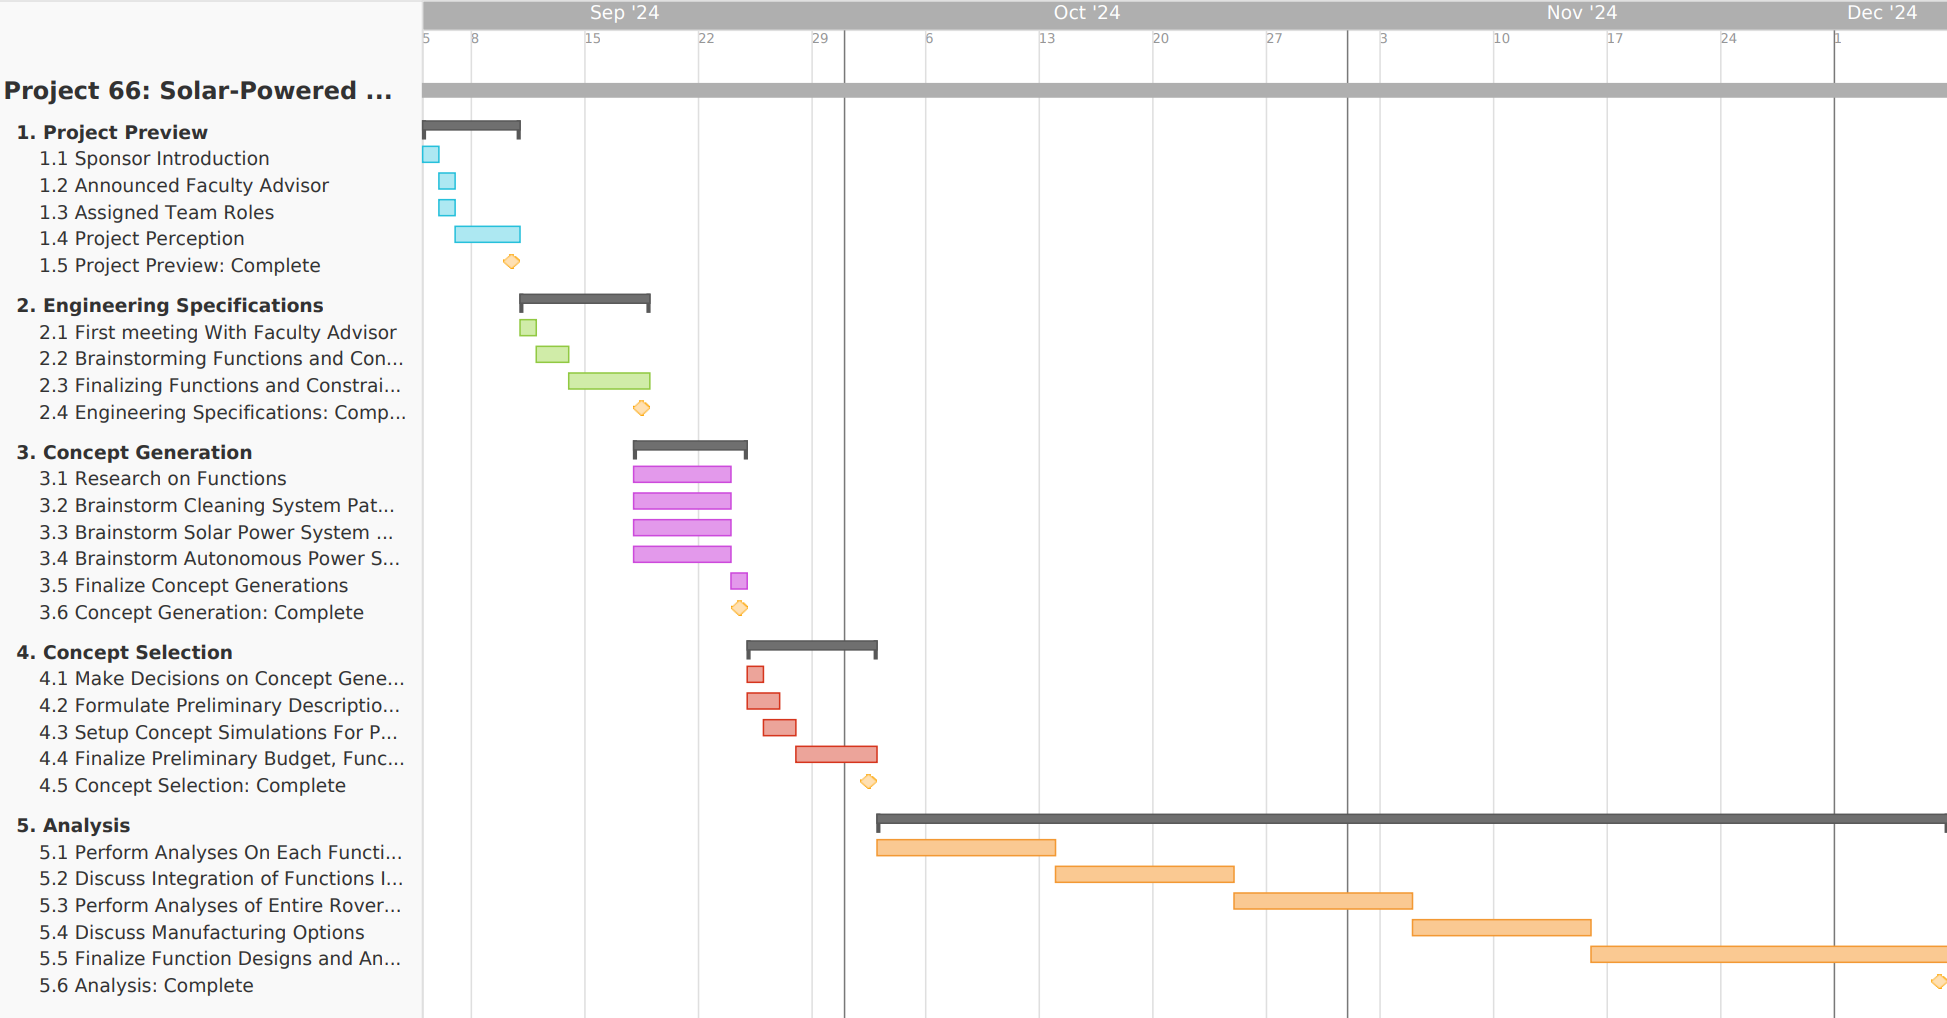 Sep '24 Oct '24 Nov '24 Dec '24
5 8 15 22 29 6 13 20 27 3 10 17 24 1
Project 66: Solar-Powered ...
1. Project Preview
1.1 Sponsor Introduction
1.2 Announced Faculty Advisor
1.3 Assigned Team Roles
1.4 Project Perception
1.5 Project Preview: Complete
2. Engineering Specifications
2.1 First meeting With Faculty Advisor
2.2 Brainstorming Functions and Con...
2.3 Finalizing Functions and Constrai...
2.4 Engineering Specifications: Comp...
3. Concept Generation
3.1 Research on Functions
3.2 Brainstorm Cleaning System Pat...
3.3 Brainstorm Solar Power System ...
3.4 Brainstorm Autonomous Power S...
3.5 Finalize Concept Generations
3.6 Concept Generation: Complete
4. Concept Selection
4.1 Make Decisions on Concept Gene...
4.2 Formulate Preliminary Descriptio...
4.3 Setup Concept Simulations For P...
4.4 Finalize Preliminary Budget, Func...
4.5 Concept Selection: Complete
5. Analysis
5.1 Perform Analyses On Each Functi...
5.2 Discuss Integration of Functions I...
5.3 Perform Analyses of Entire Rover...
5.4 Discuss Manufacturing Options
5.5 Finalize Function Designs and An...
5.6 Analysis: Complete